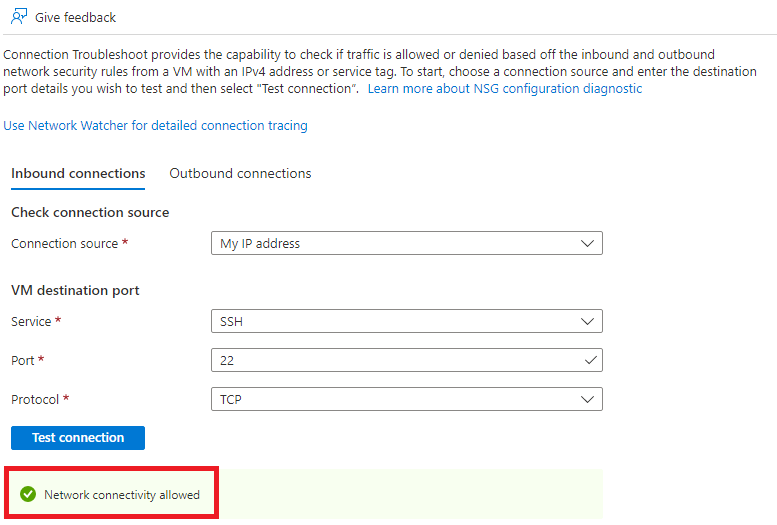 Give feedback
Connection Troubleshoot provides the capability to check if traffic is allowed or denied based off the inbound and outbound
network security rules from a VM with an IPv4 address or service tag. To start, choose a connection source and enter the destination
port details you wish to test and then select "Test connection". Learn more about NSG configuration diagnostic
Use Network Watcher for detailed connection tracing
Inbound connections Outbound connections
Check connection source
Connection source * My IP address
VM destination port
Service * SSH
Port * 22
Protocol * TCP
Test connection
Network connectivity allowed